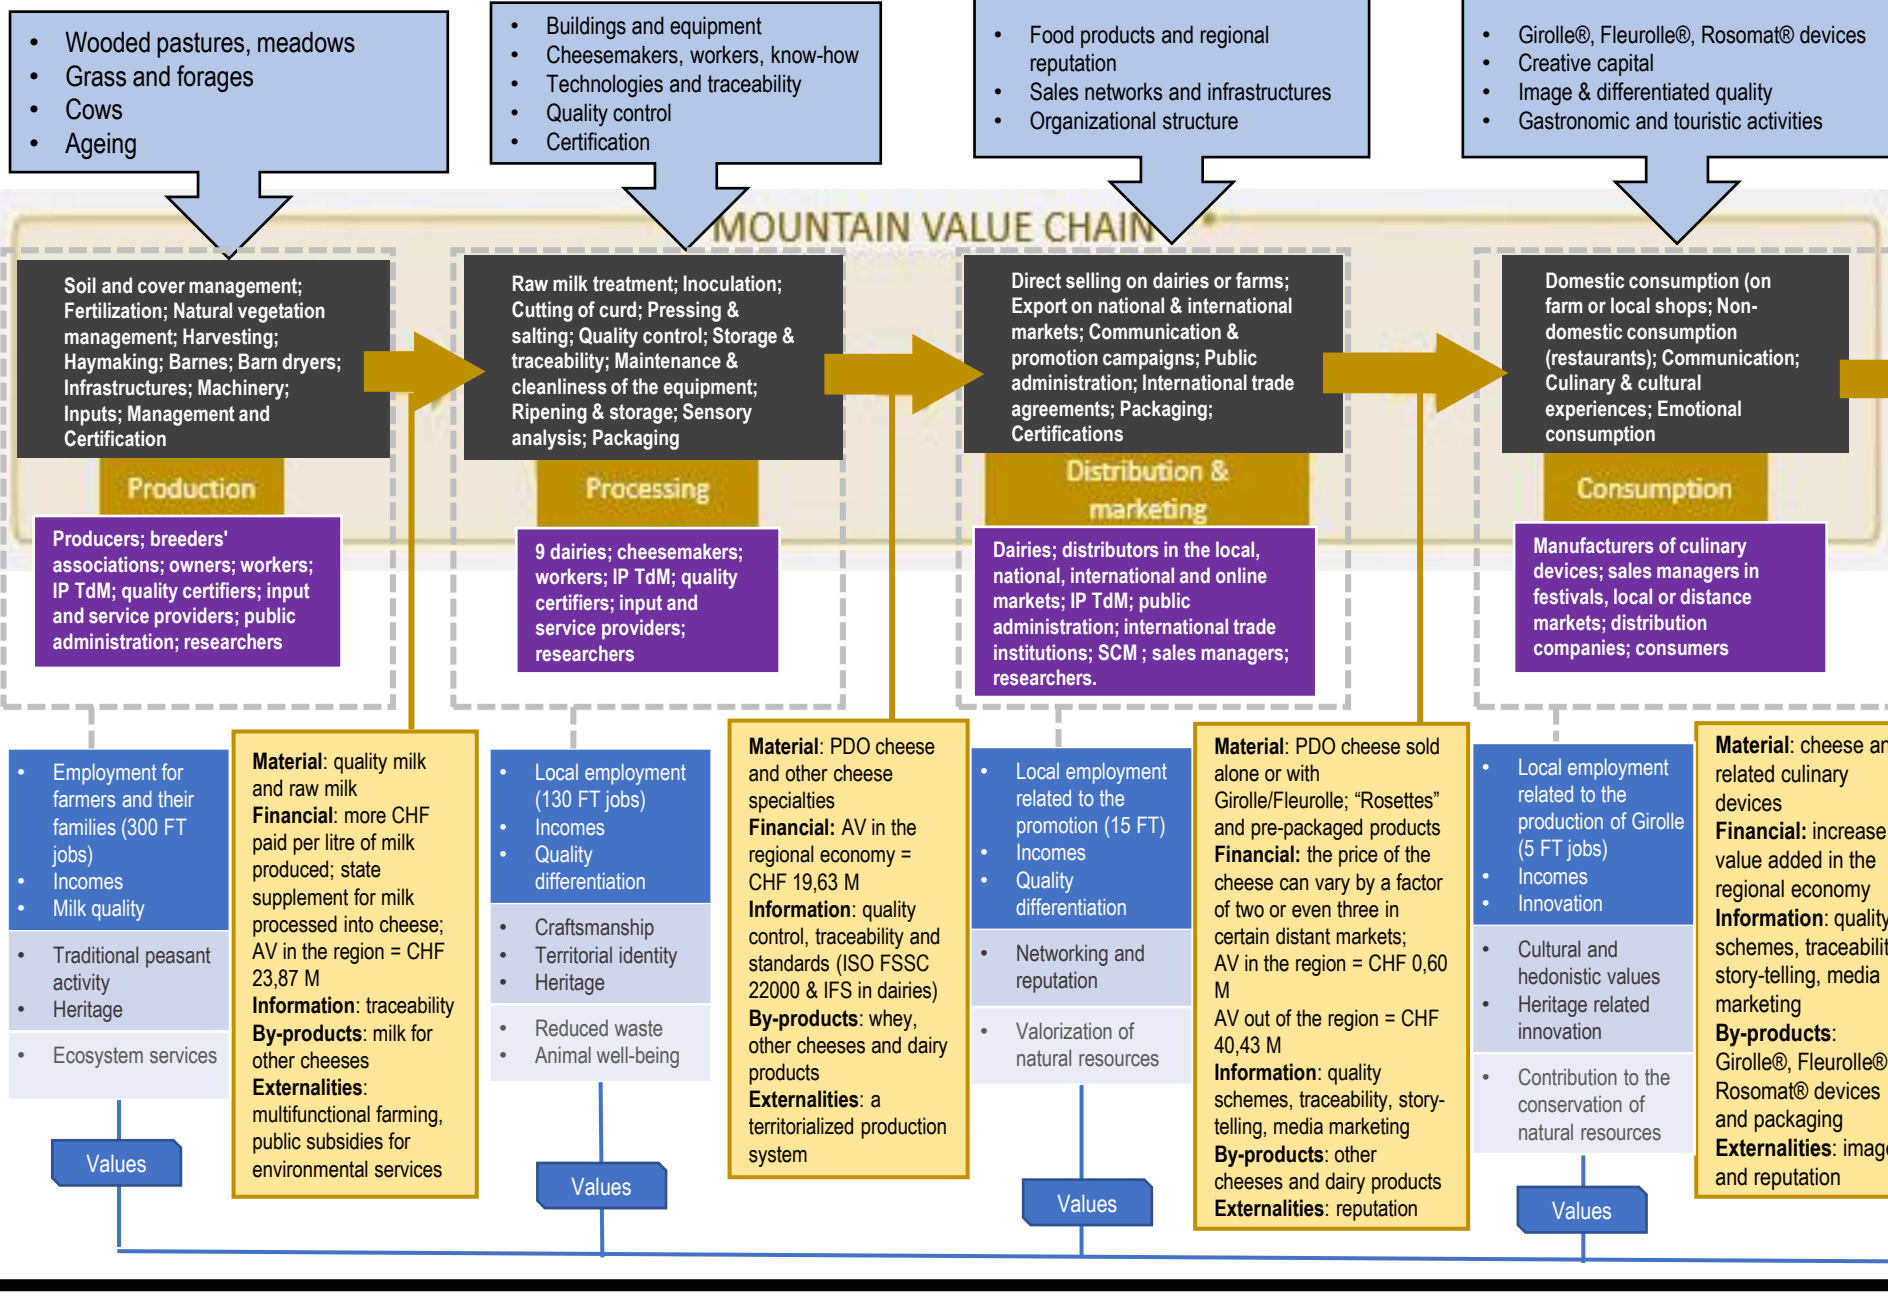 • Wooded pastures, meadows
• Grass and forages
• Cows
• Ageing
• Buildings and equipment
• Cheesemakers, workers, know-how
• Technologies and traceability
• Quality control
• Certification
• Food products and regional
reputation
• Sales networks and infrastructures
• Organizational structure
• Girolle®, Fleurolle®, Rosomat® devices
• Creative capital
• Image & differentiated quality
• Gastronomic and touristic activities
MOUNTAIN VALUE CHAIN
Soil and cover management;
Fertilization; Natural vegetation
management; Harvesting;
Haymaking; Barnes; Barn dryers;
Infrastructures; Machinery;
Inputs; Management and
Certification
Raw milk treatment; Inoculation;
Cutting of curd; Pressing &
salting; Quality control; Storage &
traceability; Maintenance &
cleanliness of the equipment;
Ripening & storage; Sensory
analysis; Packaging
Direct selling on dairies or farms;
Export on national & international
markets; Communication &
promotion campaigns; Public
administration; International trade
agreements; Packaging;
Certifications
Domestic consumption (on
farm or local shops; Non-
domestic consumption
(restaurants); Communication;
Culinary & cultural
experiences; Emotional
consumption
Production
Processing
Distribution &
marketing
Consumption
Producers; breeders'
associations; owners; workers;
IP TdM; quality certifiers; input
and service providers; public
administration; researchers
9 dairies; cheesemakers;
workers; IP TdM; quality
certifiers; input and
service providers;
researchers
Dairies; distributors in the local,
national, international and online
markets; IP TdM; public
administration; international trade
institutions; SCM ; sales managers;
researchers.
Manufacturers of culinary
devices; sales managers in
festivals, local or distance
markets; distribution
companies; consumers
• Employment for
farmers and their
families (300 FT
jobs)
• Incomes
• Milk quality
• Traditional peasant
activity
• Heritage
• Ecosystem services
Values
Material: quality milk
and raw milk
Financial: more CHF
paid per litre of milk
produced; state
supplement for milk
processed into cheese;
AV in the region = CHF
23,87 M
Information: traceability
By-products: milk for
other cheeses
Externalities:
multifunctional farming,
public subsidies for
environmental services
• Local employment
(130 FT jobs)
• Incomes
• Quality
differentiation
• Craftsmanship
• Territorial identity
• Heritage
• Reduced waste
• Animal well-being
Values
Material: PDO cheese
and other cheese
specialties
Financial: AV in the
regional economy =
CHF 19,63 M
Information: quality
control, traceability and
standards (ISO FSSC
22000 & IFS in dairies)
By-products: whey,
other cheeses and dairy
products
Externalities: a
territorialized production
system
• Local employment
related to the
promotion (15 FT)
• Incomes
• Quality
differentiation
• Networking and
reputation
• Valorization of
natural resources
Values
Material: PDO cheese sold
alone or with
Girolle/Fleurolle; “Rosettes”
and pre-packaged products
Financial: the price of the
cheese can vary by a factor
of two or even three in
certain distant markets;
AV in the region = CHF 0,60
M
AV out of the region = CHF
40,43 M
Information: quality
schemes, traceability, story-
telling, media marketing
By-products: other
cheeses and dairy products
Externalities: reputation
• Local employment
related to the
production of Girolle
(5 FT jobs)
• Incomes
• Innovation
• Cultural and
hedonistic values
• Heritage related
innovation
• Contribution to the
conservation of
natural resources
Values
Material: cheese an
related culinary
devices
Financial: increase
value added in the
regional economy
Information: quality
schemes, traceabilit
story-telling, media
marketing
By-products:
Girolle®, Fleurolle®
Rosomat® devices
and packaging
Externalities: image
and reputation